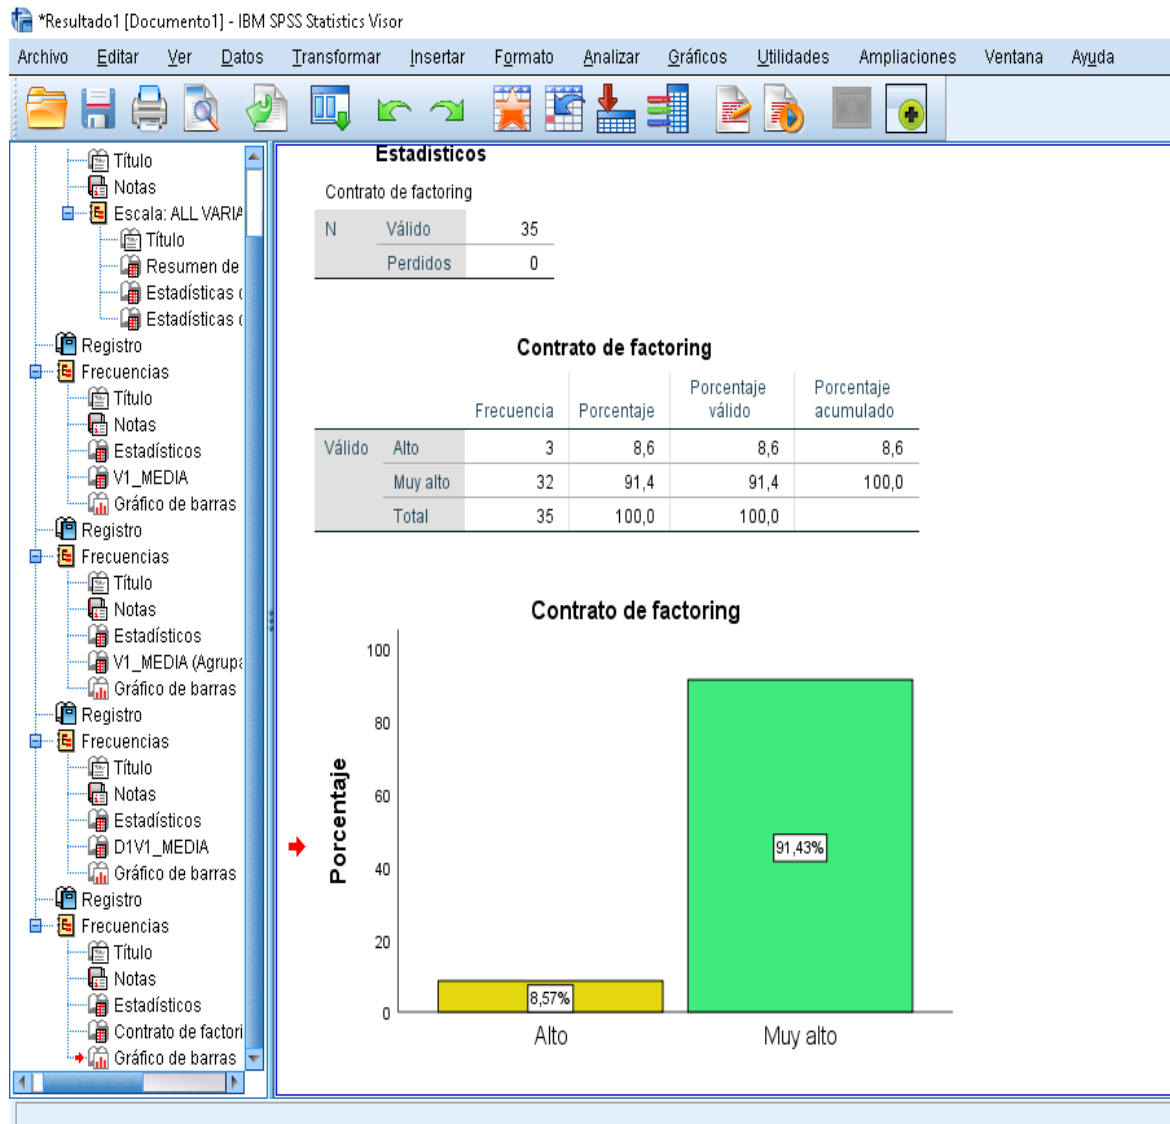 *Resultado1 [Documento1] - IBM SPSS Statistics Visor
Archivo Editar Ver Datos Transformar Insertar Formato Analizar Gráficos Utilidades Ampliaciones Ventana Ayuda
Título
Notas
Escala: ALL VARIA
Título
Resumen de
Estadísticas
Estadísticas
Registro
Frecuencias
Título
Notas
Estadísticos
V1_MEDIA
Gráfico de barras
Registro
Frecuencias
Título
Notas
Estadísticos
V1_MEDIA (Agrupa
Gráfico de barras
Registro
Frecuencias
Título
Notas
Estadísticos
D1V1_MEDIA
Gráfico de barras
Registro
Frecuencias
Título
Notas
Estadísticos
Contrato de factori
Gráfico de barras
Estadísticos
Contrato de factoring
N Válido 35
Perdidos 0
Contrato de factoring
Frecuencia Porcentaje Porcentaje válido Porcentaje acumulado
Válido Alto 3 8,6 8,6 8,6
Muy alto 32 91,4 91,4 100,0
Total 35 100,0 100,0
Contrato de factoring
Porcentaje
100
80
60
40
20
0
8,57%
91,43%
Alto Muy alto